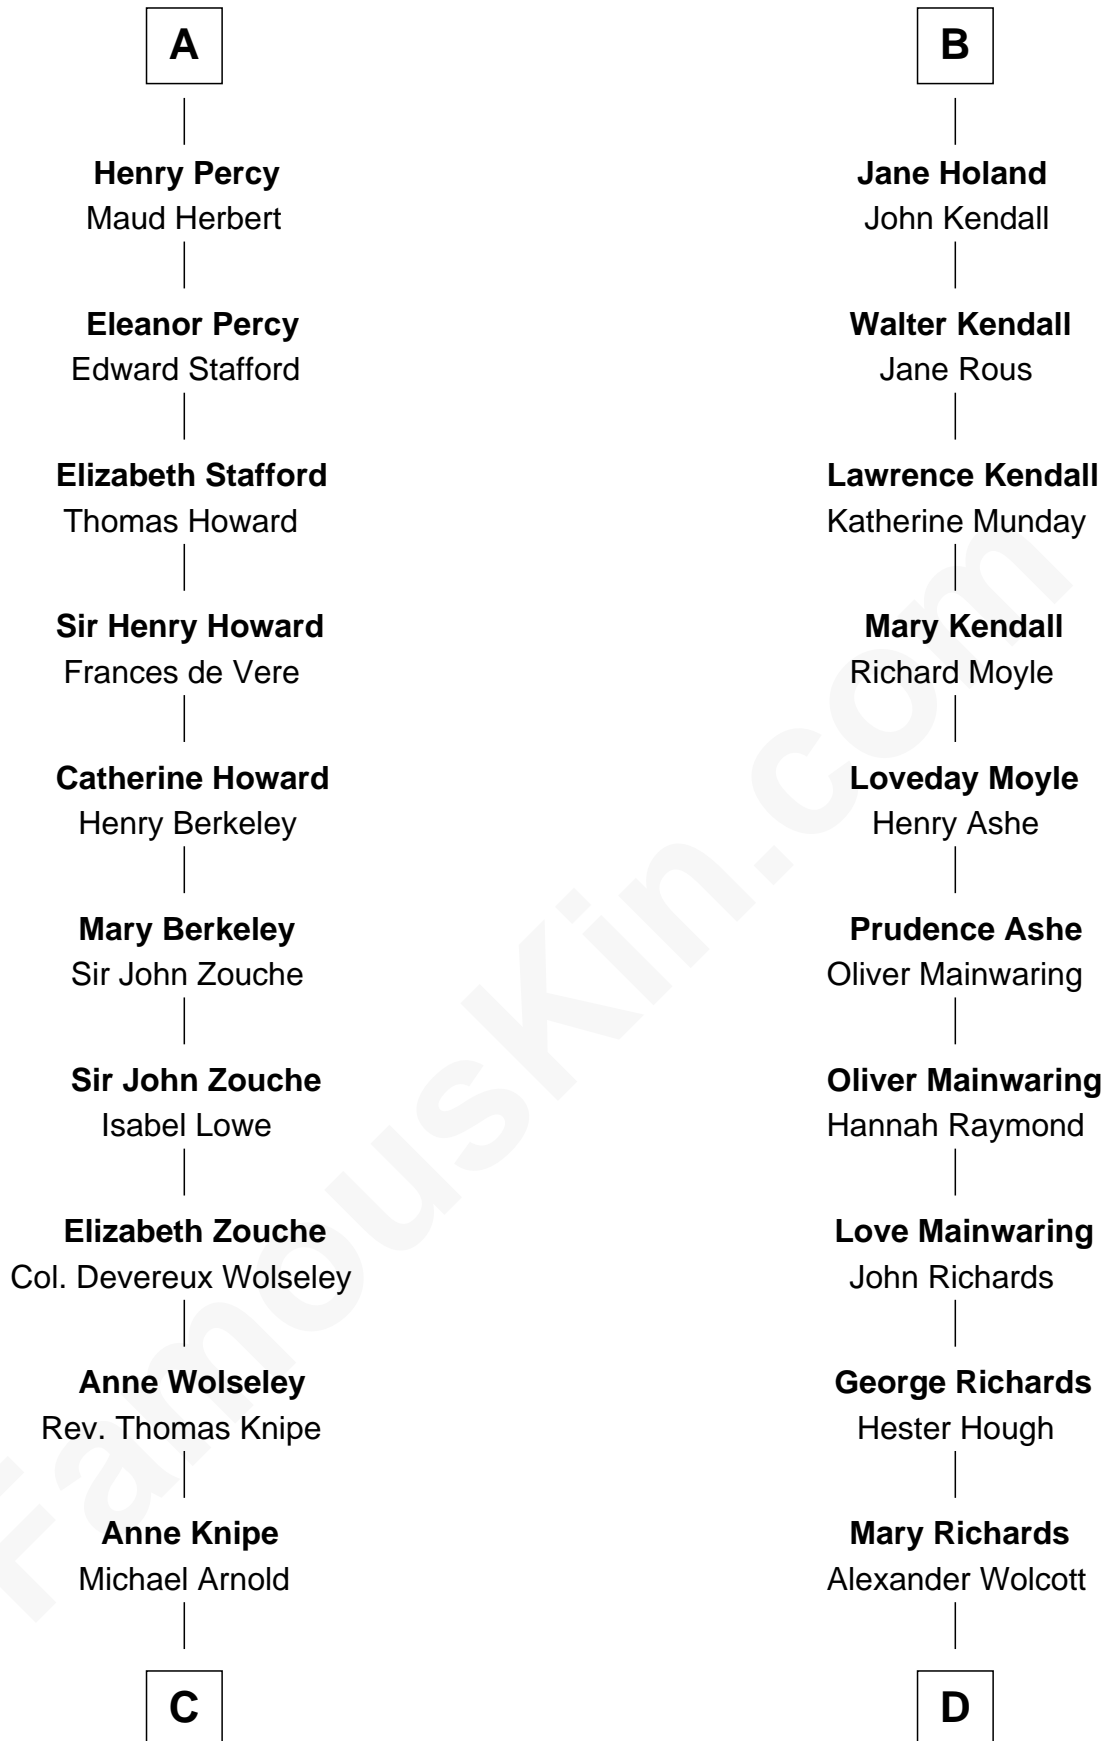 A
Henry Percy
Maud Herbert
Eleanor Percy
Edward Stafford
Elizabeth Stafford
Thomas Howard
Sir Henry Howard
Frances de Vere
Catherine Howard
Henry Berkeley
Mary Berkeley
Sir John Zouche
Sir John Zouche
Isabel Lowe
Elizabeth Zouche
Col. Devereux Wolseley
Anne Wolseley
Rev. Thomas Knipe
Anne Knipe
Michael Arnold
C
B
Jane Holand
John Kendall
Walter Kendall
Jane Rous
Lawrence Kendall
Katherine Munday
Mary Kendall
Richard Moyle
Loveday Moyle
Henry Ashe
Prudence Ashe
Oliver Mainwaring
Oliver Mainwaring
Hannah Raymond
Love Mainwaring
John Richards
George Richards
Hester Hough
Mary Richards
Alexander Wolcott
D
FamousKin.com